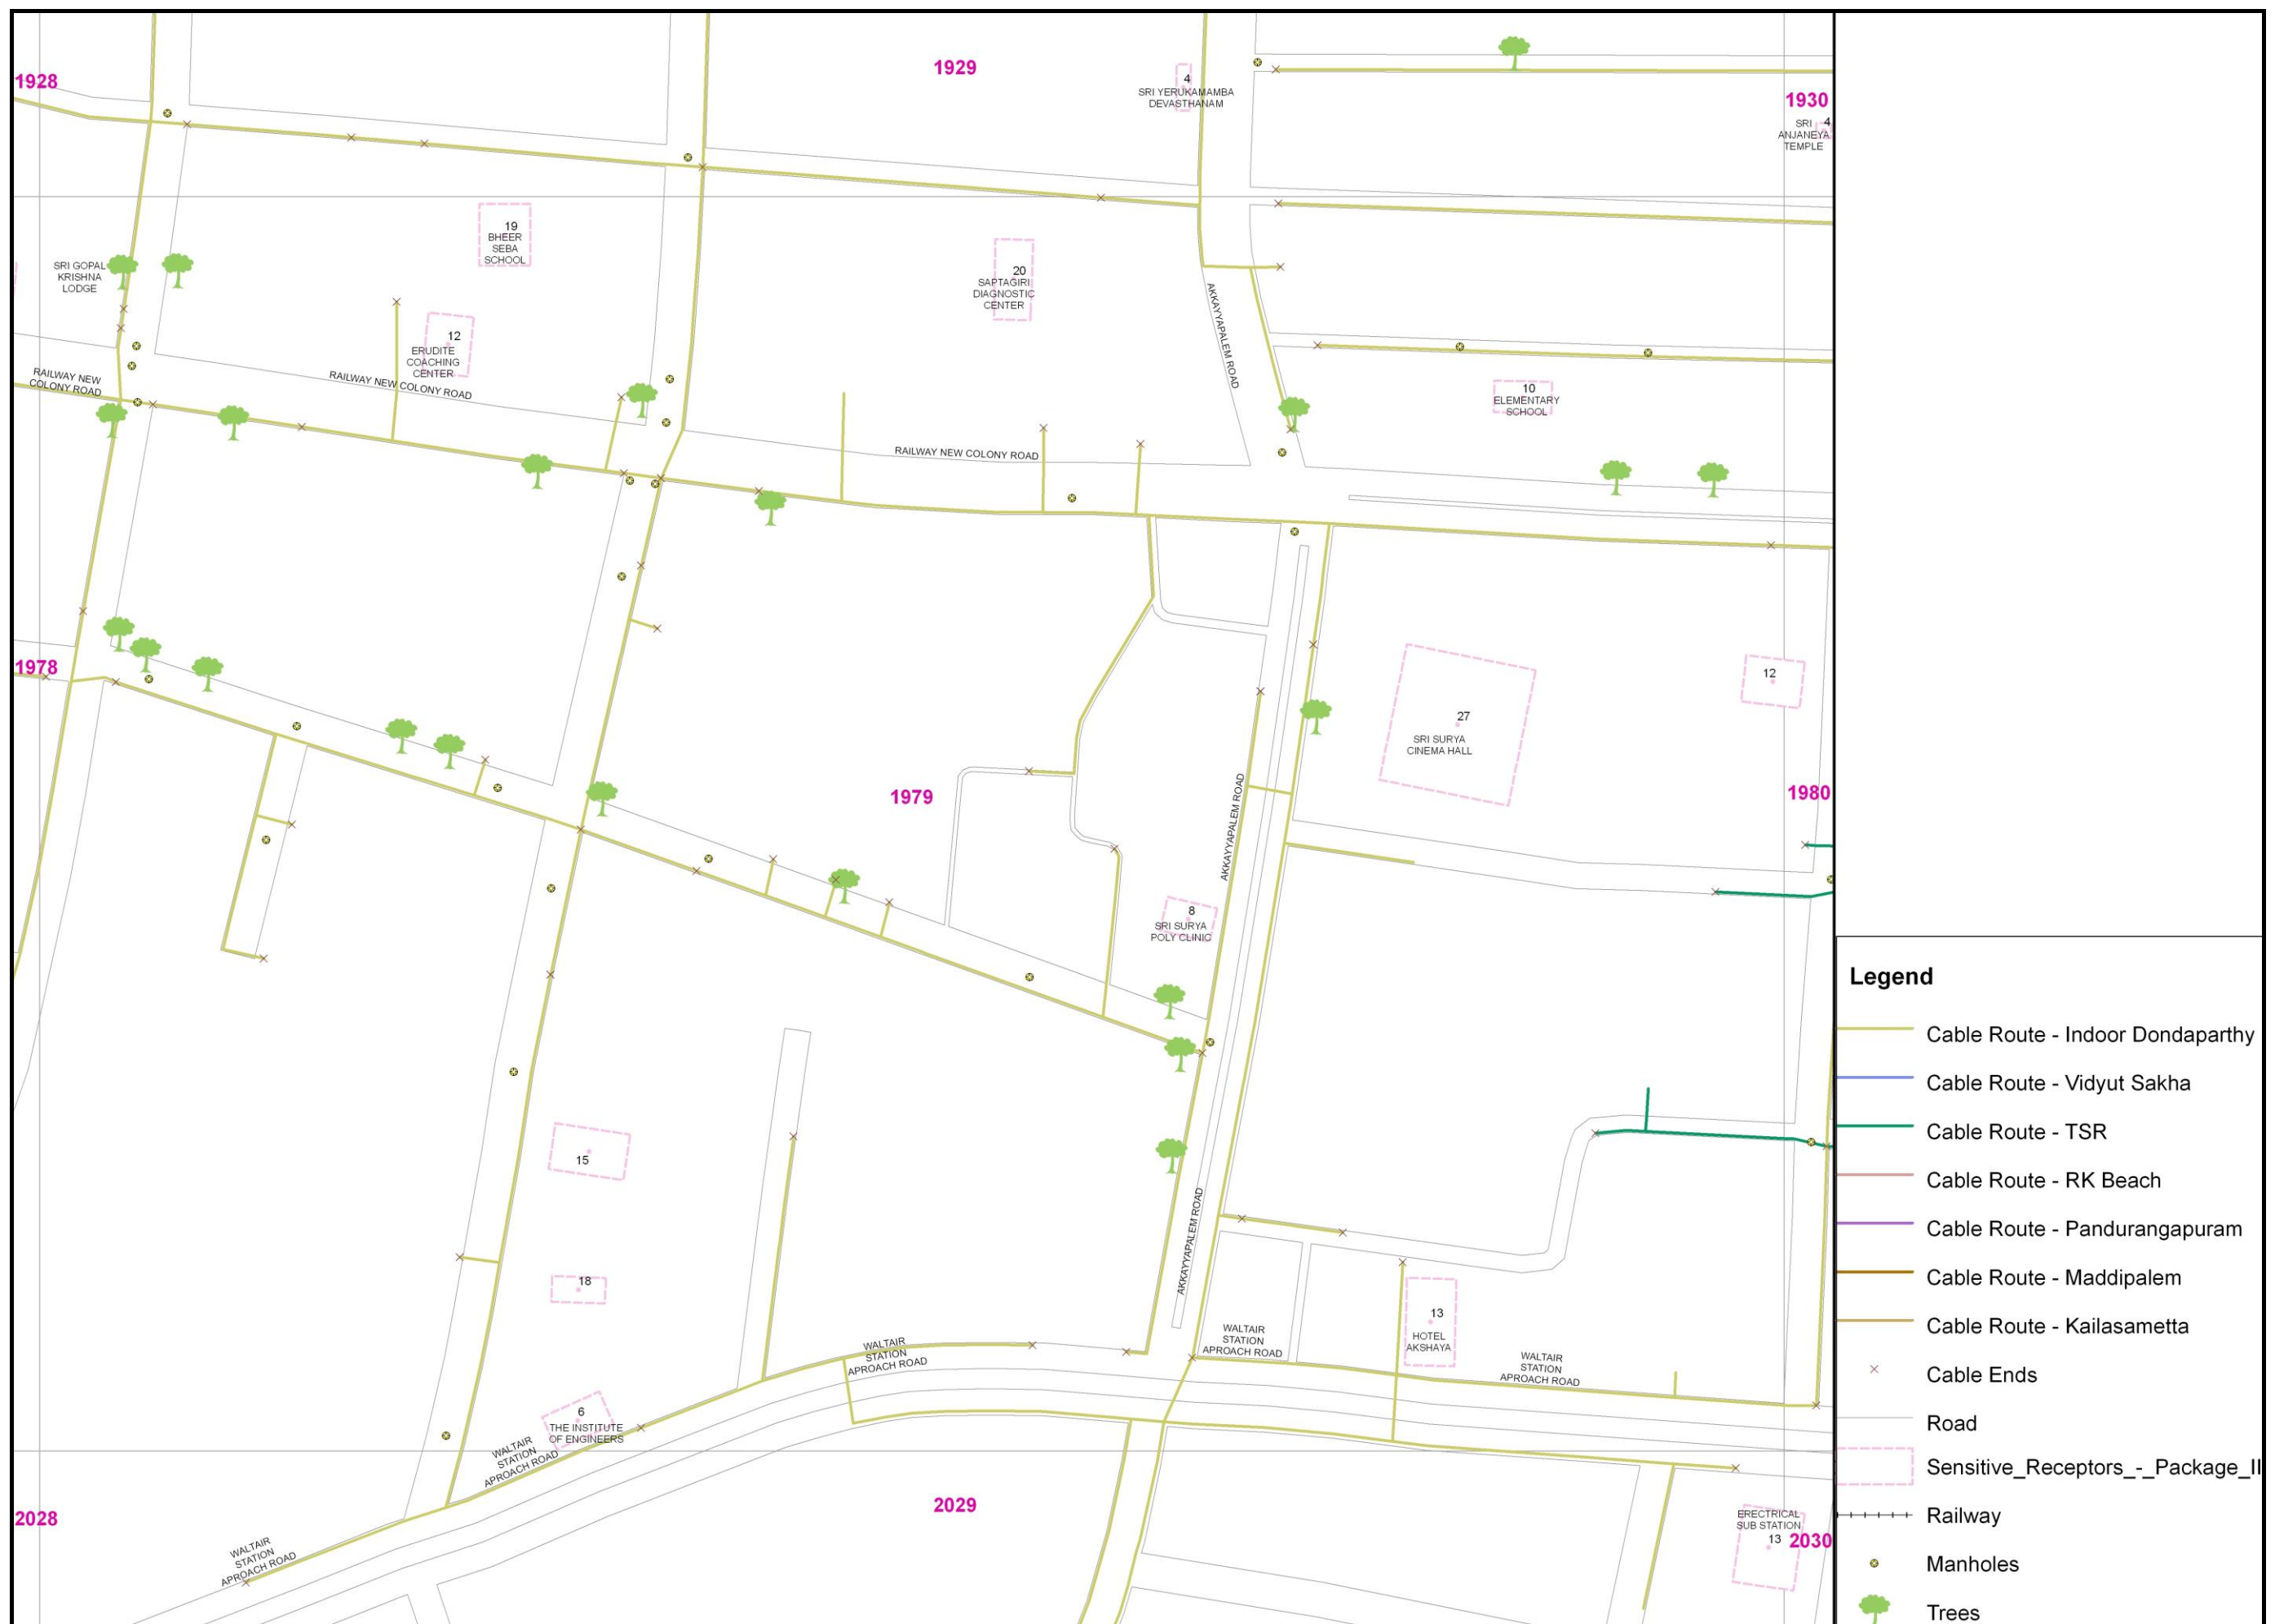 1929
1928
4
SRI YERUKAMAMBA
DEVASTHANAM
1930
SRI 4
ANJANEYA
TEMPLE
19
BHEER
SEBA
SCHOOL
SRI GOPAL
KRISHNA
LODGE
20
SAPTAGIRI
DIAGNOSTIC
CENTER
AKKAYYAPALEM ROAD
12
ERUDITE
COACHING
CENTER
RAILWAY NEW
COLONY ROAD
RAILWAY NEW COLONY ROAD
10
ELEMENTARY
SCHOOL
RAILWAY NEW COLONY ROAD
1978
12
27
SRI SURYA
CINEMA HALL
1979
1980
AKKAYYAPALEM ROAD
8
SRI SURYA
POLY CLINIC
15
18
AKKAYYAPALEM ROAD
13
HOTEL
AKSHAYA
WALTAIR
STATION
APROACH ROAD
WALTAIR
STATION
APROACH ROAD
WALTAIR
STATION
APROACH ROAD
6
THE INSTITUTE
OF ENGINEERS
WALTAIR
STATION
APROACH ROAD
2028
2029
ERECTRICAL
SUB STATION
13
2030
WALTAIR
STATION
APROACH ROAD
Legend
Cable Route - Indoor Dondaparthy
Cable Route - Vidyut Sakha
Cable Route - TSR
Cable Route - RK Beach
Cable Route - Pandurangapuram
Cable Route - Maddipalem
Cable Route - Kailasametta
Cable Ends
Road
Sensitive_Receptors_-_Package_II
Railway
Manholes
Trees